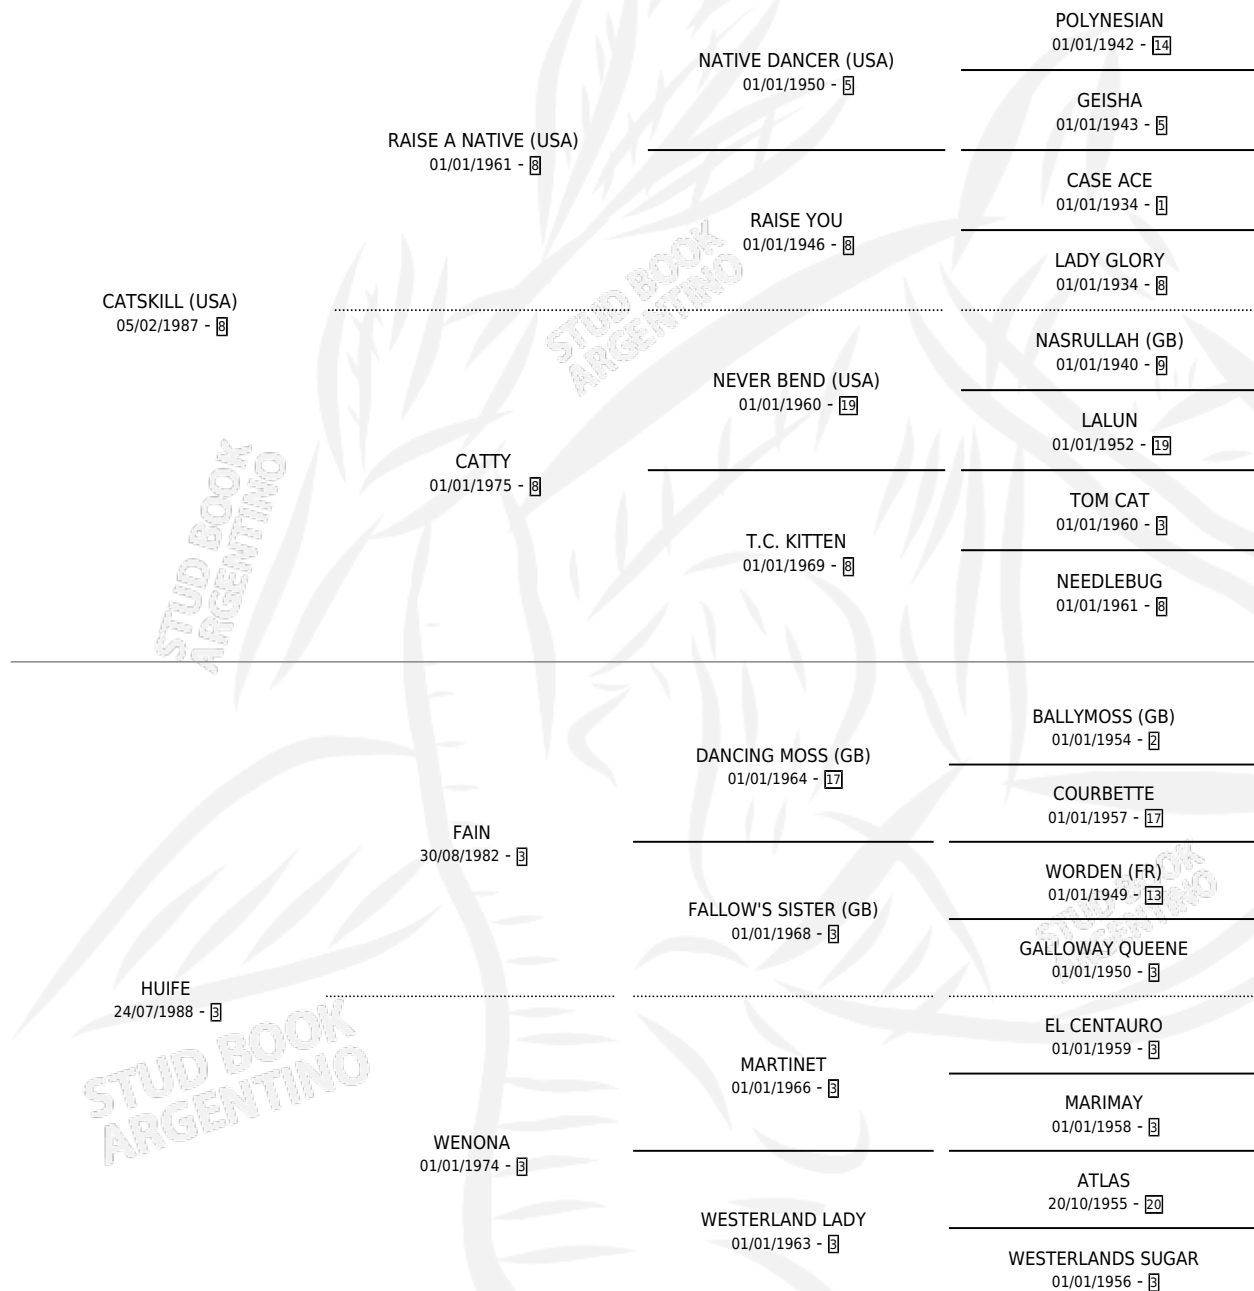 POLYNESIAN
01/01/1942 - 14
NATIVE DANCER (USA)
01/01/1950 - 5
GEISHA
01/01/1943 - 5
RAISE A NATIVE (USA)
01/01/1961 - 8
CASE ACE
01/01/1934 - 1
RAISE YOU
01/01/1946 - 8
LADY GLORY
01/01/1934 - 8
CATSKILL (USA)
05/02/1987 - 8
NASRULLAH (GB)
01/01/1940 - 9
NEVER BEND (USA)
01/01/1960 - 19
LALUN
01/01/1952 - 19
CATTY
01/01/1975 - 8
TOM CAT
01/01/1960 - 3
T.C. KITTEN
01/01/1969 - 8
NEEDLEBUG
01/01/1961 - 8
STUD BOOK
ARGENTINO
STUD BOOK
ARGENTINO
BALLYMOSS (GB)
01/01/1954 - 2
DANCING MOSS (GB)
01/01/1964 - 17
COURBETTE
01/01/1957 - 17
FAIN
30/08/1982 - 3
WORDEN (FR)
01/01/1949 - 13
FALLOW'S SISTER (GB)
01/01/1968 - 3
GALLOWAY QUEENE
01/01/1950 - 3
HUIFE
24/07/1988 - 3
EL CENTAURO
01/01/1959 - 3
MARTINET
01/01/1966 - 3
MARIMAY
01/01/1958 - 3
WENONA
01/01/1974 - 3
ATLAS
20/10/1955 - 20
WESTERLAND LADY
01/01/1963 - 3
WESTERLANDS SUGAR
01/01/1956 - 3
STUD BOOK
ARGENTINO
STUD BOOK
ARGENTINO